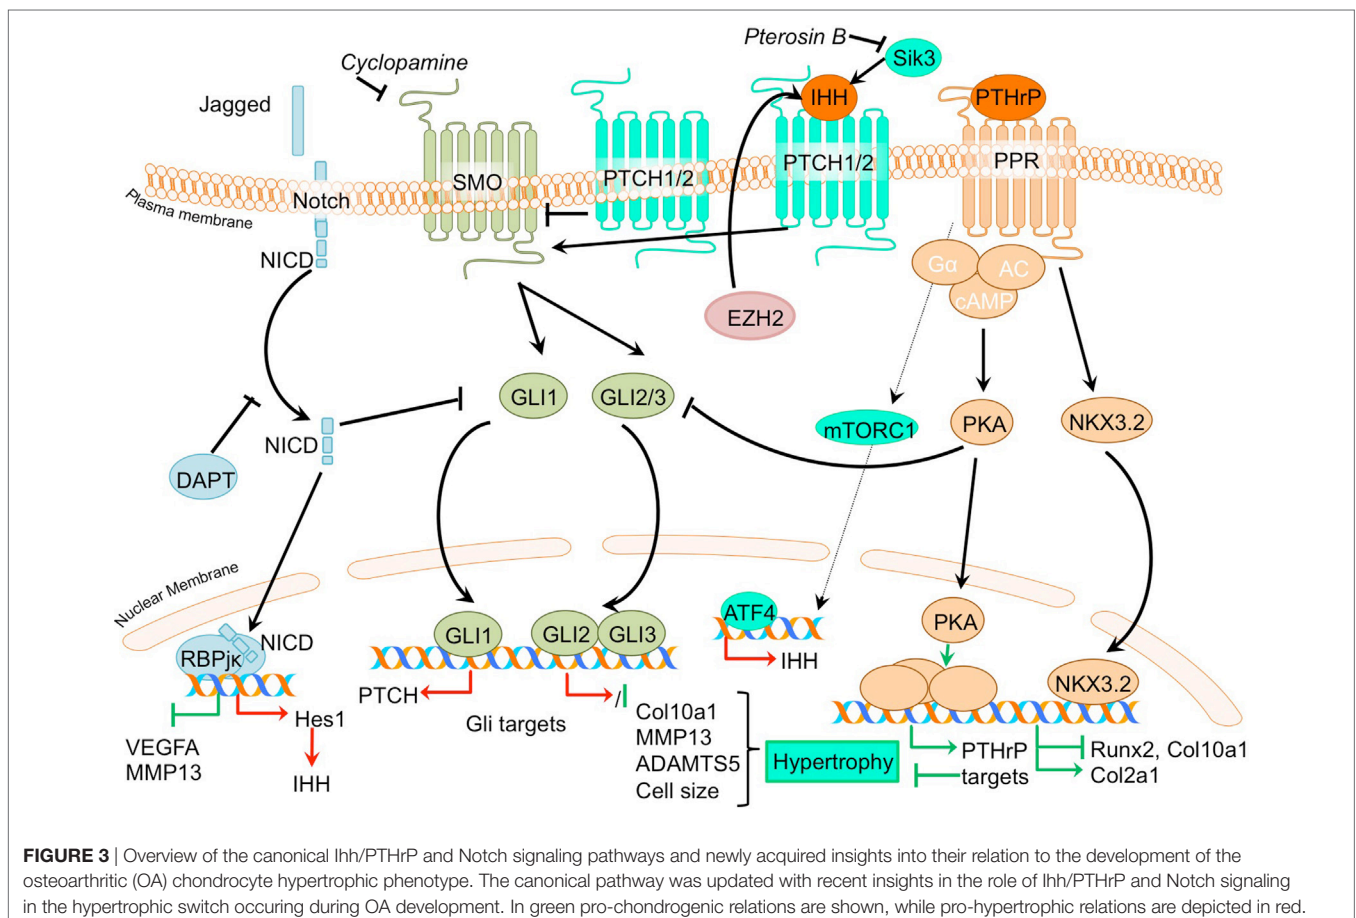 Pterosin B
Sik3
Cyclopamine
Jagged
IHH
PTHrP
SMO
PTCH1/2
PTCH1/2
PPR
Notch
Plasma membrane
NICD
Gα
AC
cAMP
EZH2
GLI1
GLI2/3
mTORC1
PKA
NKX3.2
NICD
DAPT
Nuclear Membrane
NICD
RBPjκ
GLI1
GLI2
GLI3
ATF4
PKA
NKX3.2
IHH
PTCH
Gli targets
/
Hes1
VEGFA
MMP13
IHH
Col10a1
MMP13
ADAMTS5
Cell size
Hypertrophy
PTHrP
targets
Runx2, Col10a1
Col2a1
FIGURE 3 | Overview of the canonical Ihh/PTHrP and Notch signaling pathways and newly acquired insights into their relation to the development of the
osteoarthritic (OA) chondrocyte hypertrophic phenotype. The canonical pathway was updated with recent insights in the role of Ihh/PTHrP and Notch signaling
in the hypertrophic switch occuring during OA development. In green pro-chondrogenic relations are shown, while pro-hypertrophic relations are depicted in red.